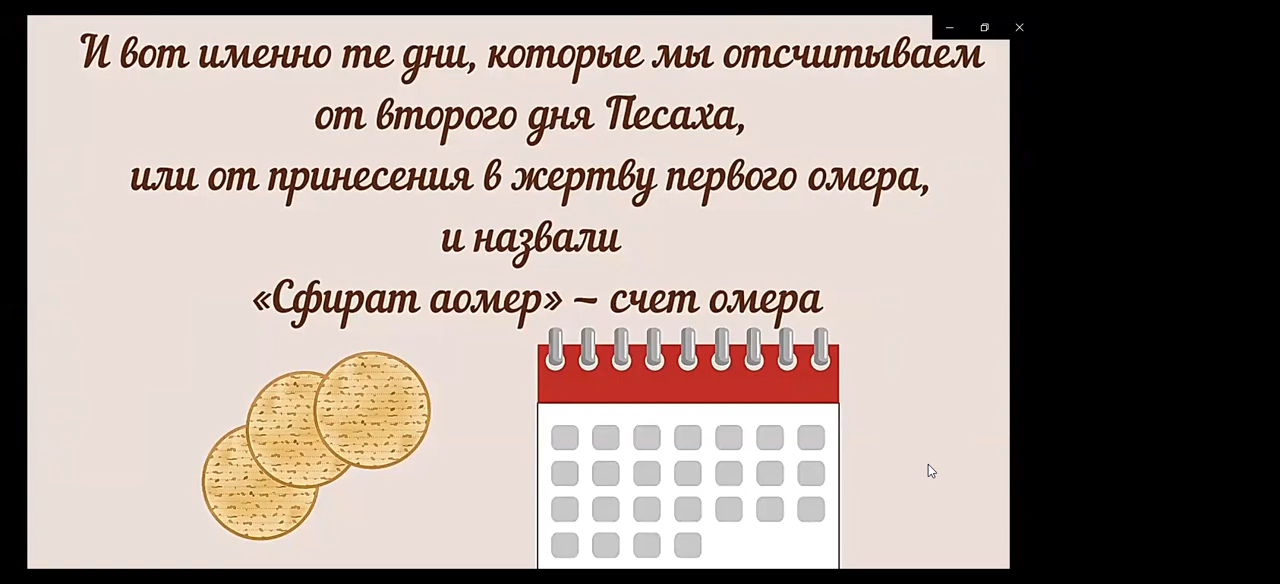 И вот именно те дни, которые мы отсчитываем
от второго дня Песаха,
или от принесения в жертву первого омера,
и назвали
«Сфират аомер» – счет омера